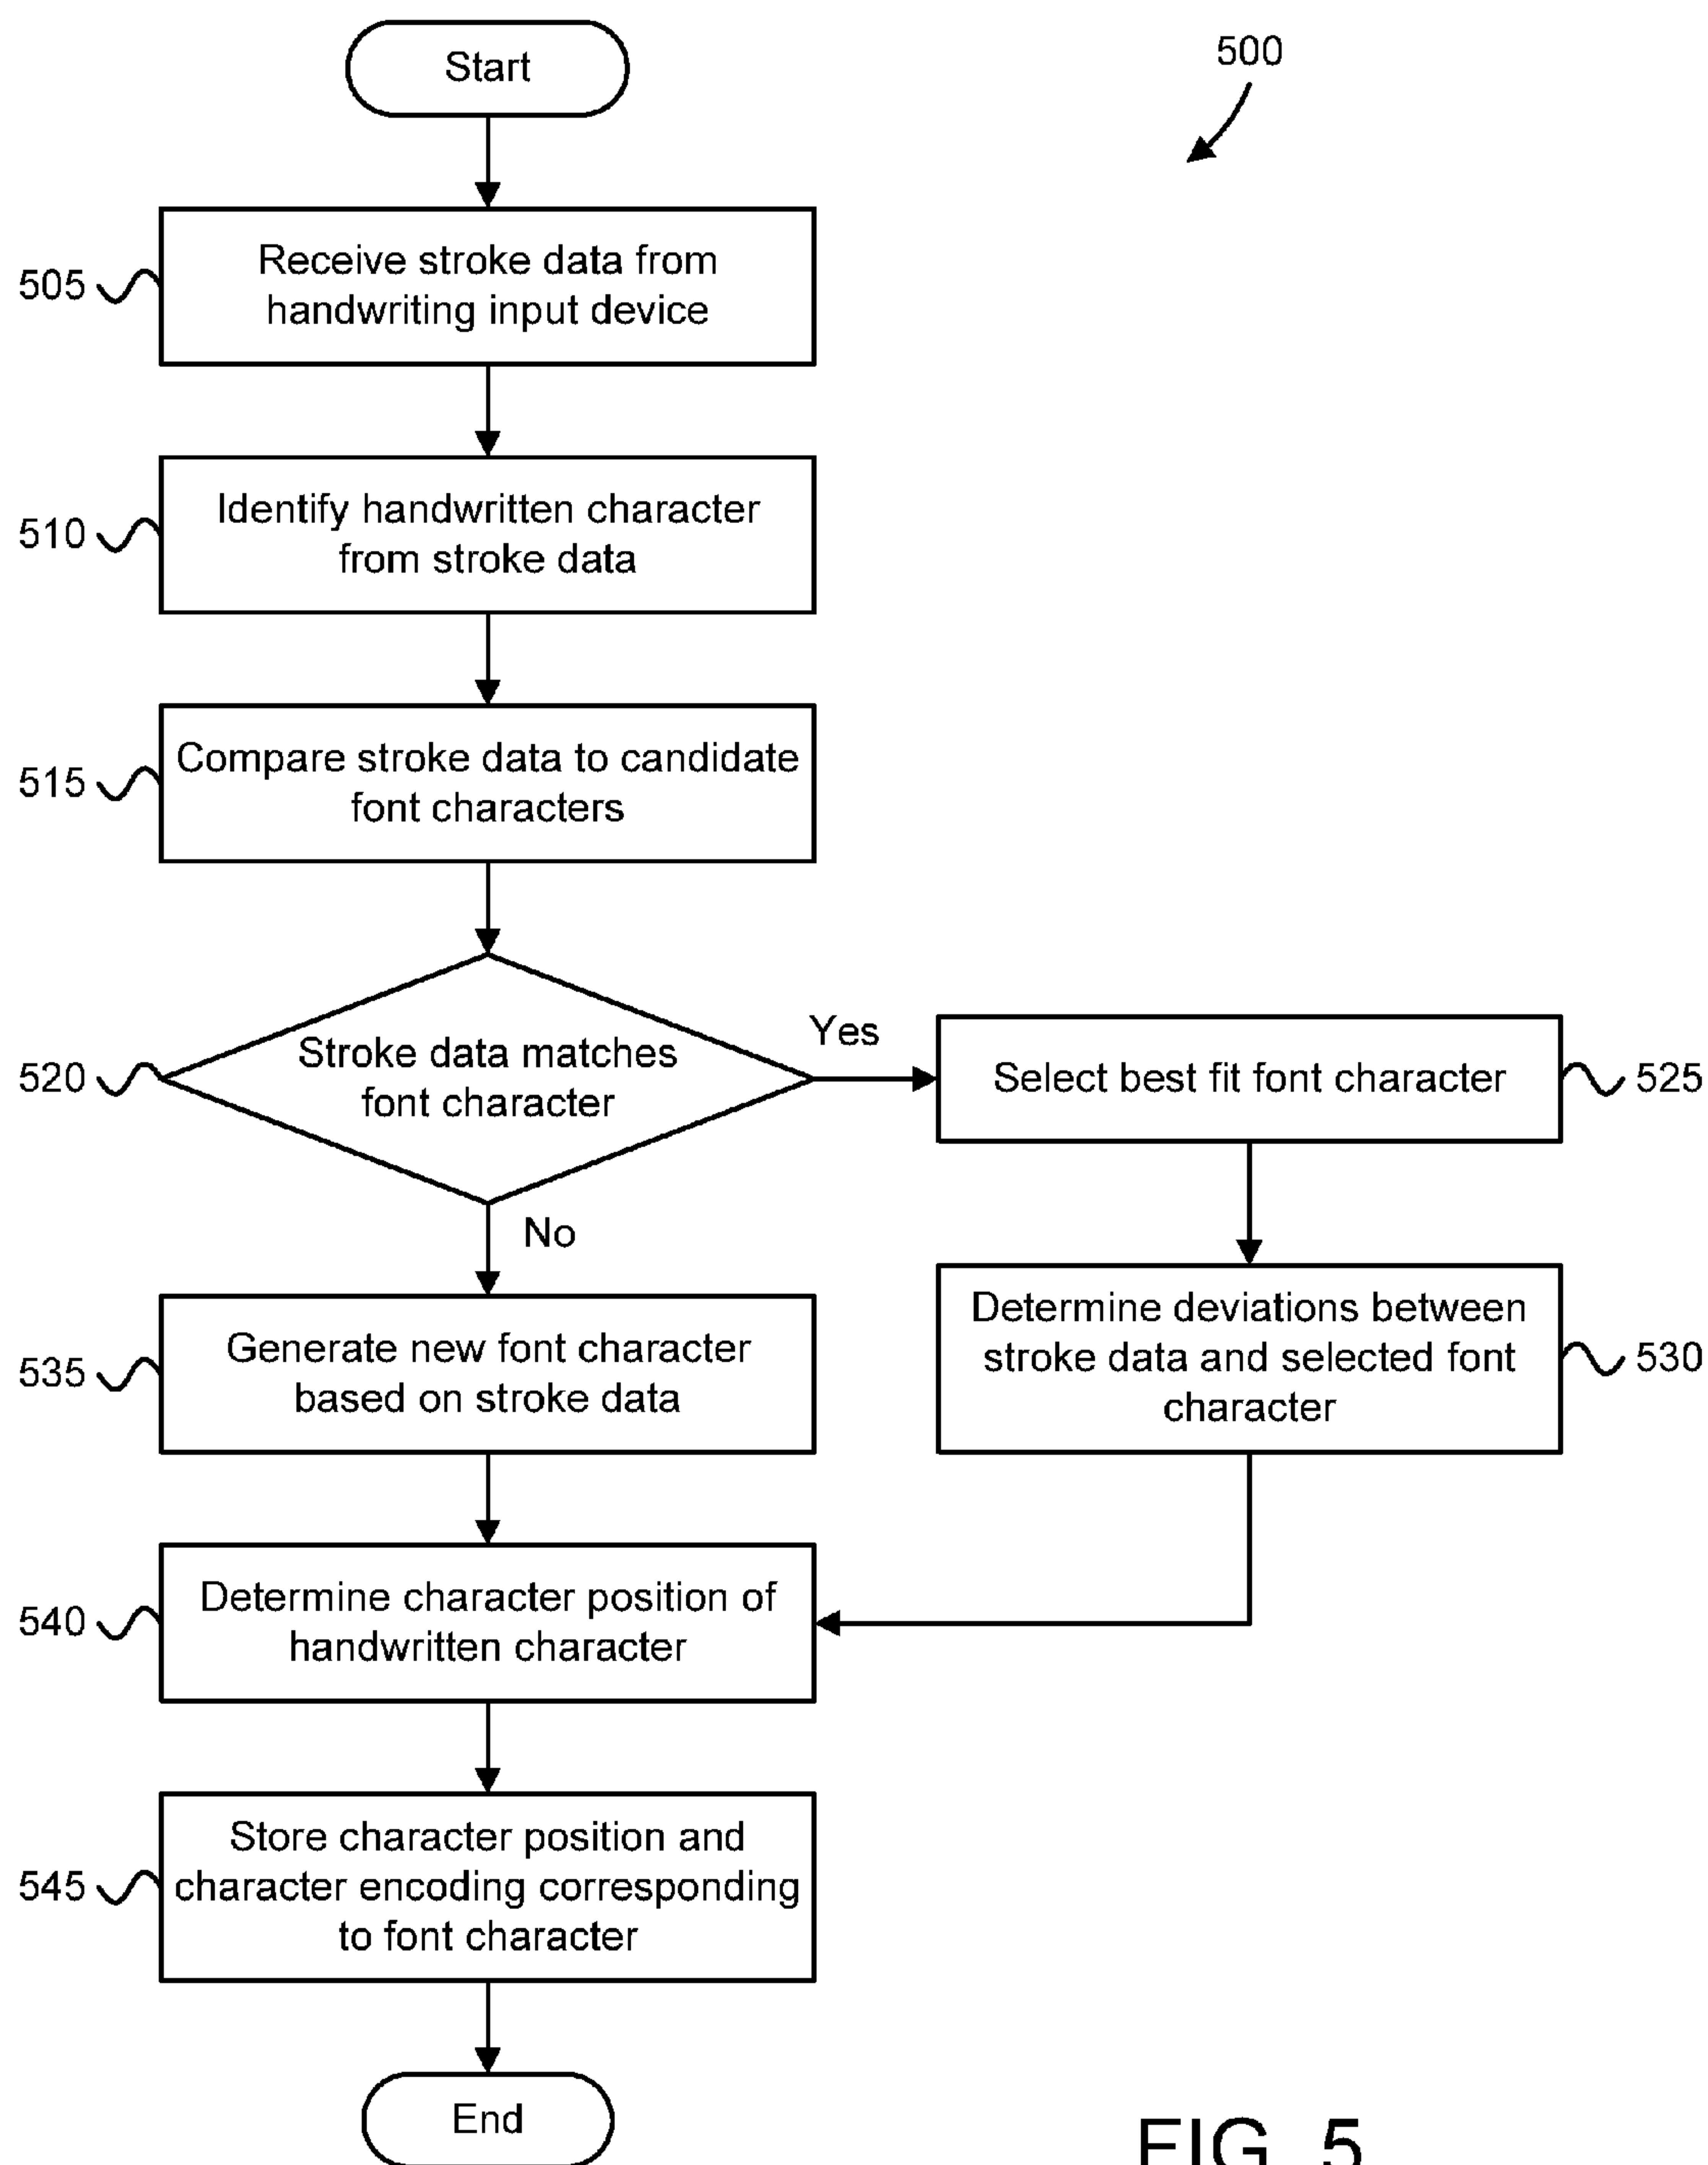 Start
500
505
Receive stroke data from
handwriting input device
510
Identify handwritten character
from stroke data
515
Compare stroke data to candidate
font characters
520
Stroke data matches
font character
Yes
Select best fit font character
525
No
Determine deviations between
stroke data and selected font
character
530
535
Generate new font character
based on stroke data
540
Determine character position of
handwritten character
545
Store character position and
character encoding corresponding
to font character
End
FIG. 5